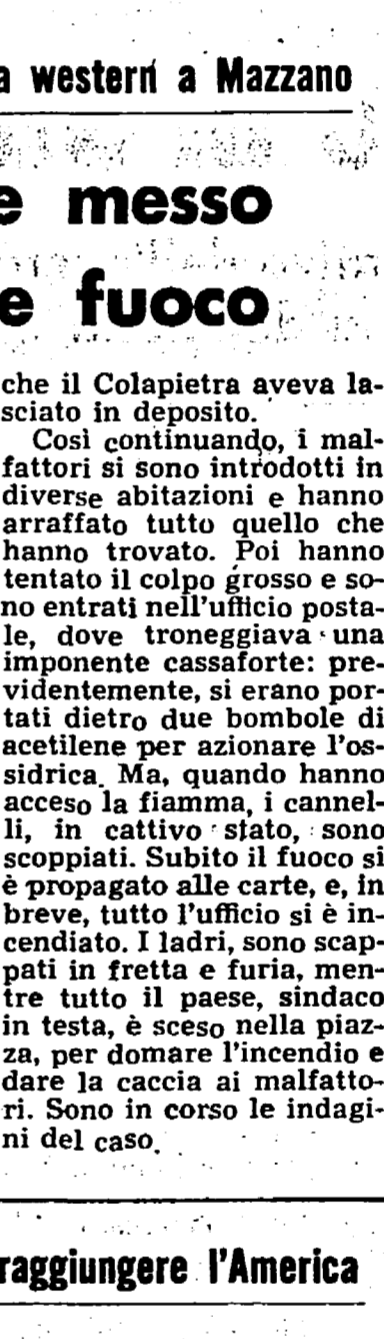 a western a Mazzano
e messo
e fuoco
che il Colapietra aveva la-
sciato in deposito.
Così continuando, i mal-
fattori si sono introdotti in
diverse abitazioni e hanno
arraffato tutto quello che
hanno trovato. Poi hanno
tentato il colpo grosso e so-
no entrati nell'ufficio posta-
le, dove troneggiava una
imponente cassaforte: pre-
videntemente, si erano por-
tati dietro due bombole di
acetilene per azionare l'os-
sidrica. Ma, quando hanno
acceso la fiamma, i cannel-
li, in cattivo stato, sono
scoppiati. Subito il fuoco si
è propagato alle carte, e, in
breve, tutto l'ufficio si è in-
cendiato. I ladri, sono scap-
pati in fretta e furia, men-
tre tutto il paese, sindaco
in testa, è sceso nella piaz-
za, per domare l'incendio e
dare la caccia ai malfatto-
ri. Sono in corso le indagi-
ni del caso.
raggiungere l'America